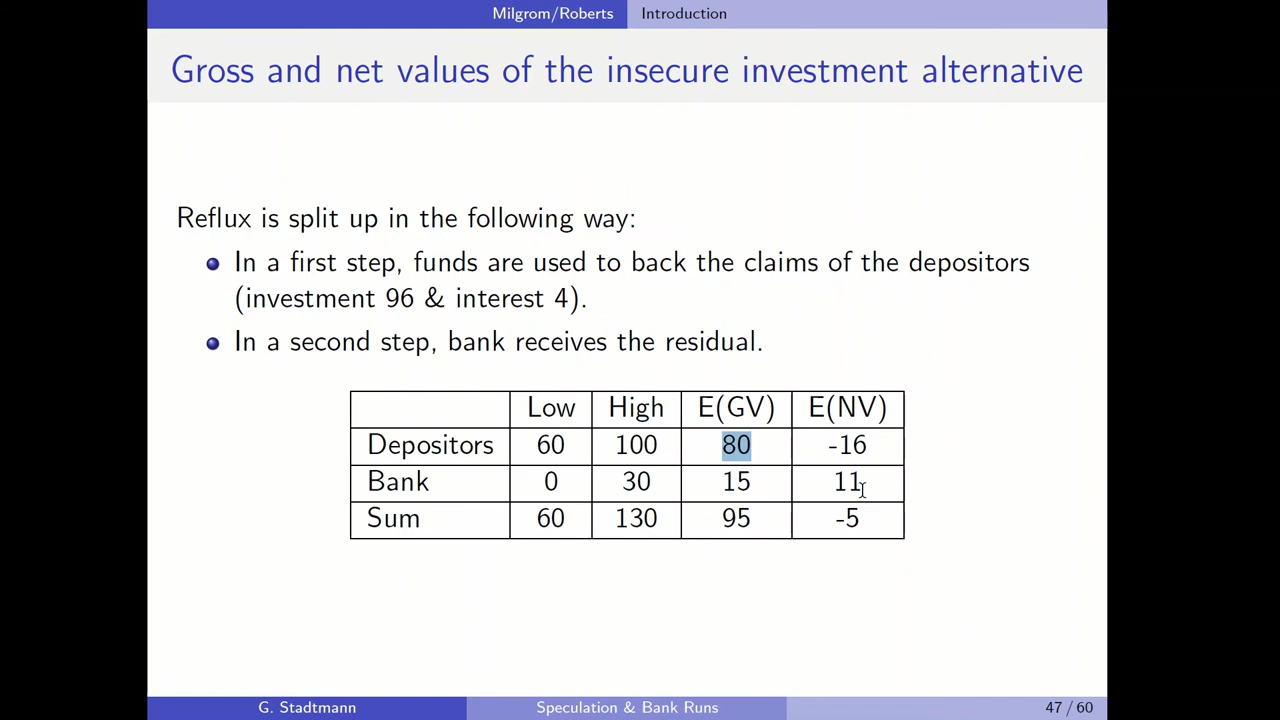 Milgrom/Roberts Introduction
Gross and net values of the insecure investment alternative
Reflux is split up in the following way:
In a first step, funds are used to back the claims of the depositors
(investment 96 & interest 4).
In a second step, bank receives the residual.
Low High E(GV) E(NV)
Depositors 60 100 80 -16
Bank 0 30 15 11
Sum 60 130 95 -5
G. Stadtmann Speculation & Bank Runs 47 / 60